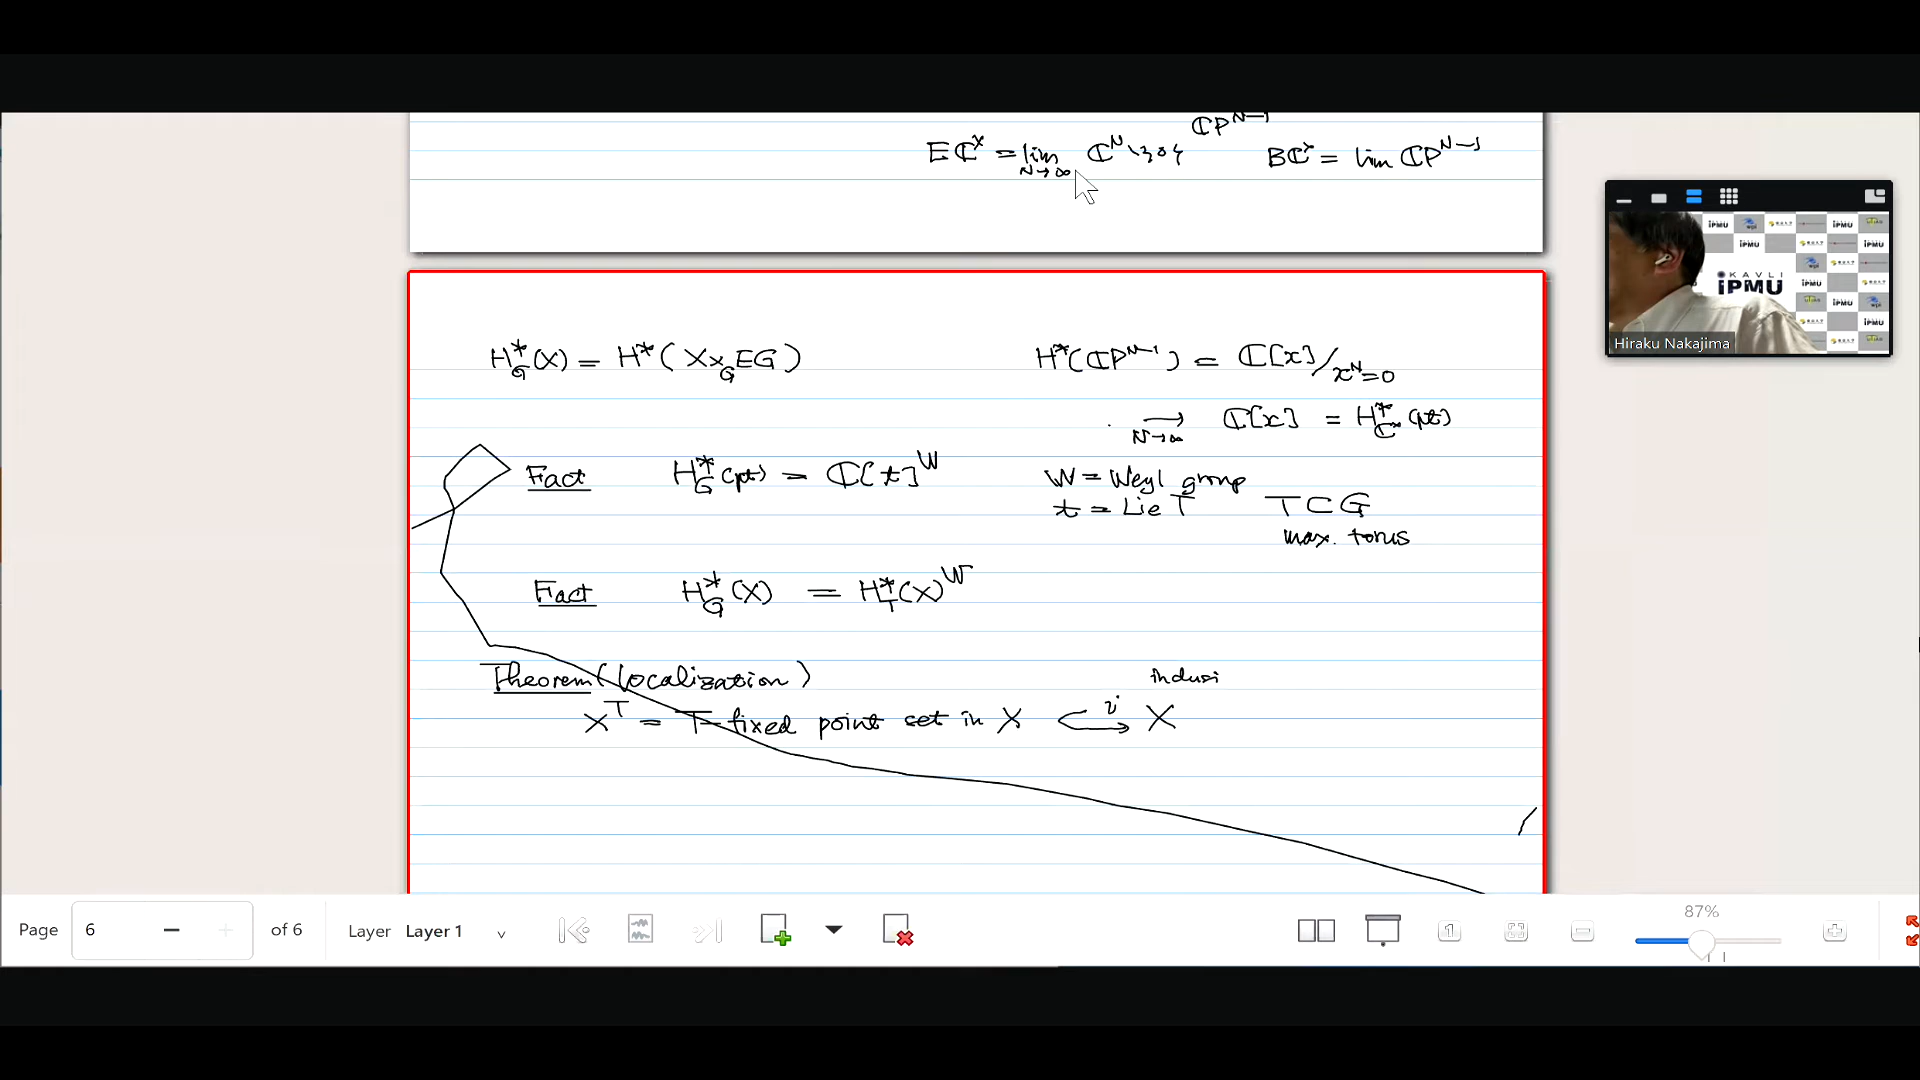 ℂP^{N-1}
Eℂ^× = lim_{N→∞} ℂ^N \ {0} Bℂ^× = lim ℂP^{N-1}
H^*_G(X) = H^*(X ×_G EG) H^*(ℂP^{N-1}) = ℂ[x]/x^N=0
⟶_{N→∞} ℂ[x] = H^*_{ℂ^×}(pt)
Fact H^*_G(pt) = ℂ[t]^W W = Weyl group
t = Lie T T ⊂ G
max. torus
Fact H^*_G(X) = H^*_T(X)^W
Theorem (localization) inclusi
X^T = T-fixed point set in X ↪^i X
KAVLI
iPMU
Hiraku Nakajima
Page 6 of 6 Layer Layer 1 87%
1